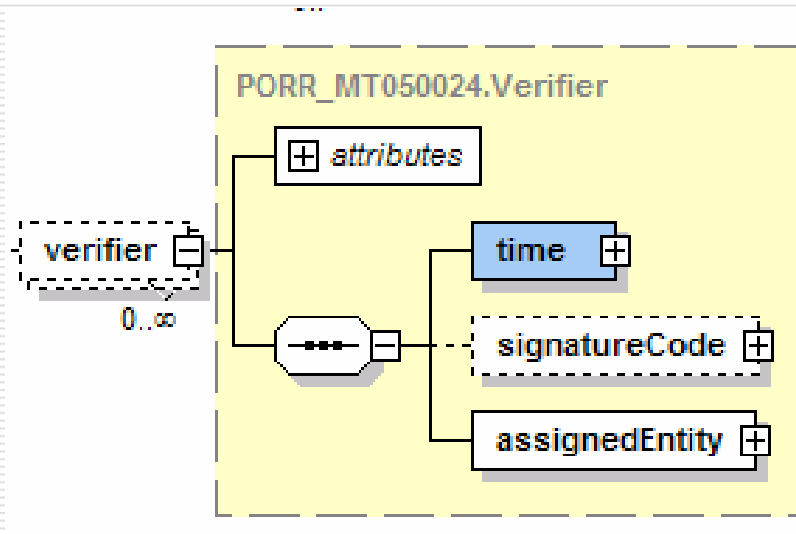 PORR_MT050024.Verifier
attributes
verifier
0..∞
time
signatureCode
assignedEntity